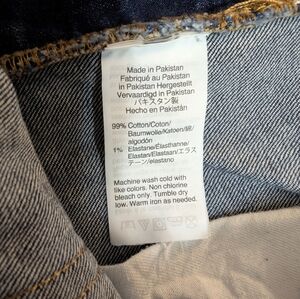 Made in Pakistan
Fabriqué au Pakistan
in Pakistan Hergestellt
Vervaardigd in Pakistan
パキスタン製
Hecho en Pakistán
99% Cotton/Coton/
Baumwolle/Katoen/綿/
algodón
1% Elastane/Élasthanne/
Elastan/Elastaan/エラス
テーン/elastano
Machine wash cold with
like colors. Non chlorine
bleach only. Tumble dry
low. Warm iron as needed.